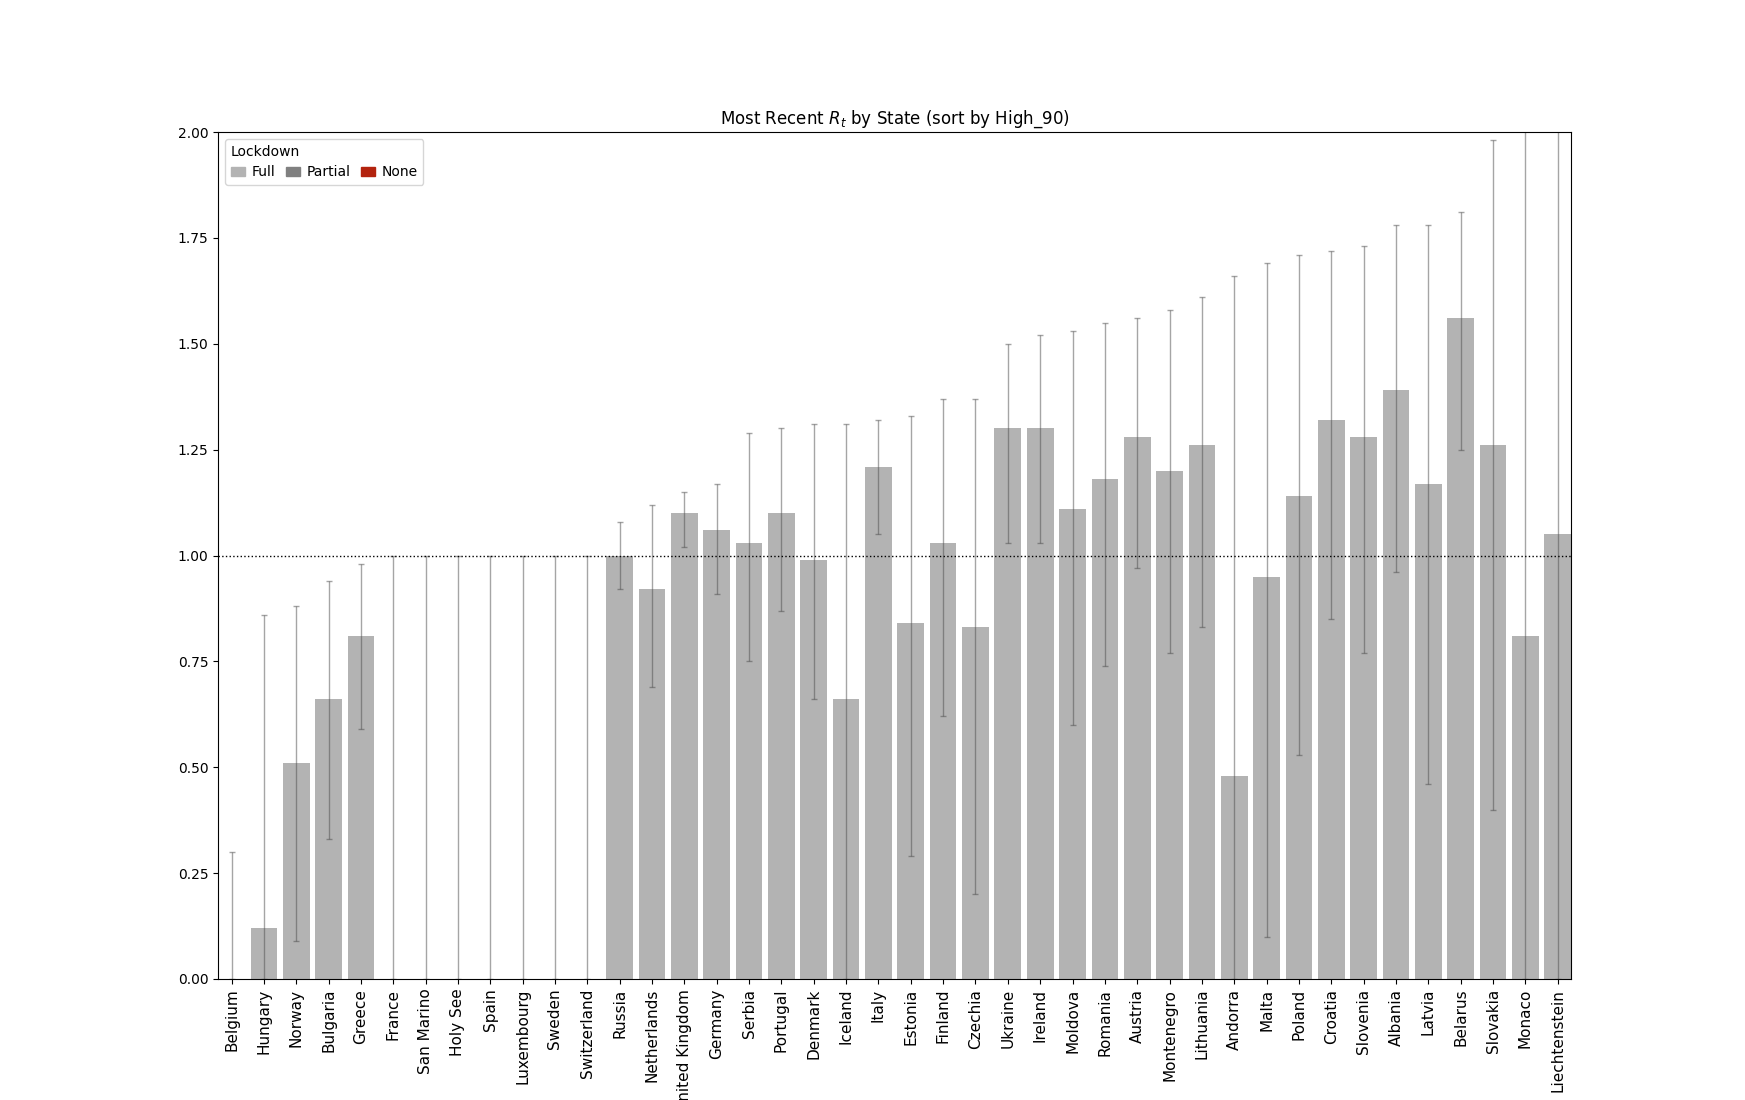 Most Recent R_t by State (sort by High_90)
2.00
Lockdown
Full Partial None
1.75
1.50
1.25
1.00
0.75
0.50
0.25
0.00
Belgium
Hungary
Norway
Bulgaria
Greece
France
San Marino
Holy See
Spain
Luxembourg
Sweden
Switzerland
Russia
Netherlands
nited Kingdom
Germany
Serbia
Portugal
Denmark
Iceland
Italy
Estonia
Finland
Czechia
Ukraine
Ireland
Moldova
Romania
Austria
Montenegro
Lithuania
Andorra
Malta
Poland
Croatia
Slovenia
Albania
Latvia
Belarus
Slovakia
Monaco
Liechtenstein